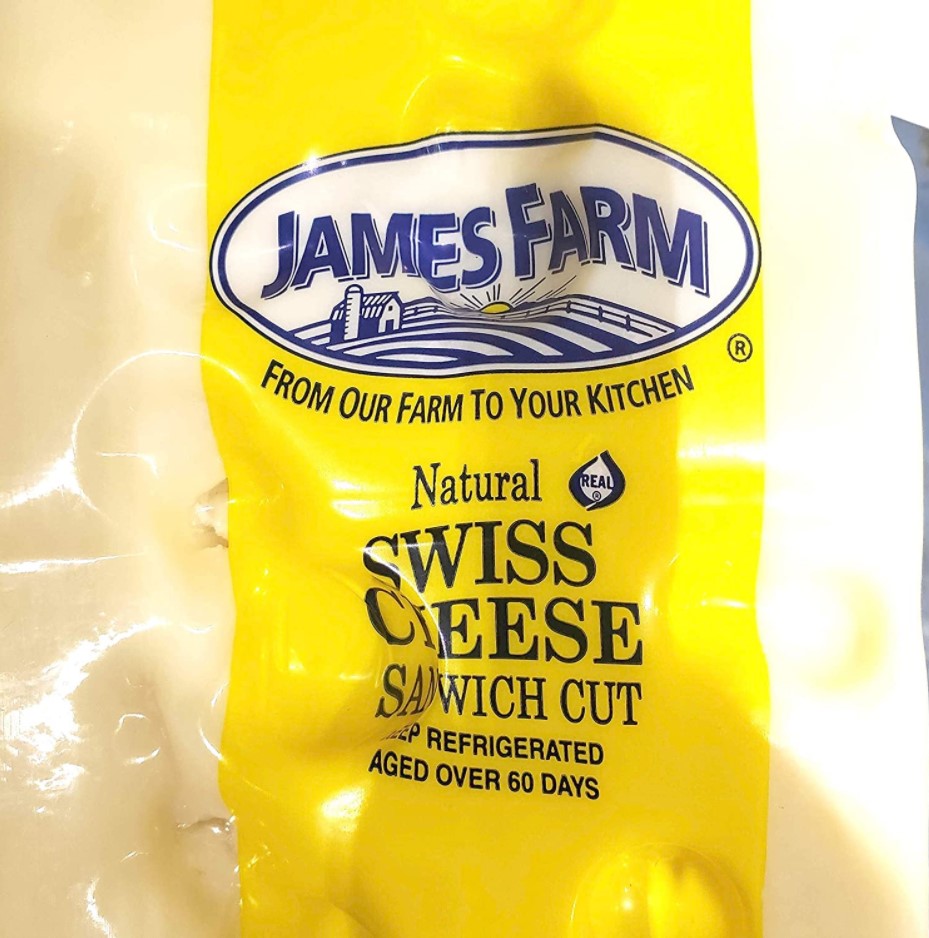 JAMES FARM
®
FROM OUR FARM TO YOUR KITCHEN
Natural
REAL
®
SWISS
CHEESE
SANDWICH CUT
KEEP REFRIGERATED
AGED OVER 60 DAYS